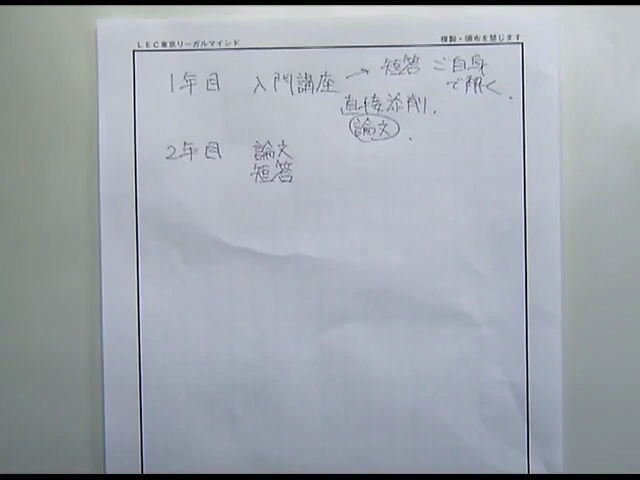 LEC東京リーガルマインド 複製・頒布を禁じます
1年目 入門講座 → 短答 ご自身で解く.
直接添削.
論文.
2年目 論文
短答